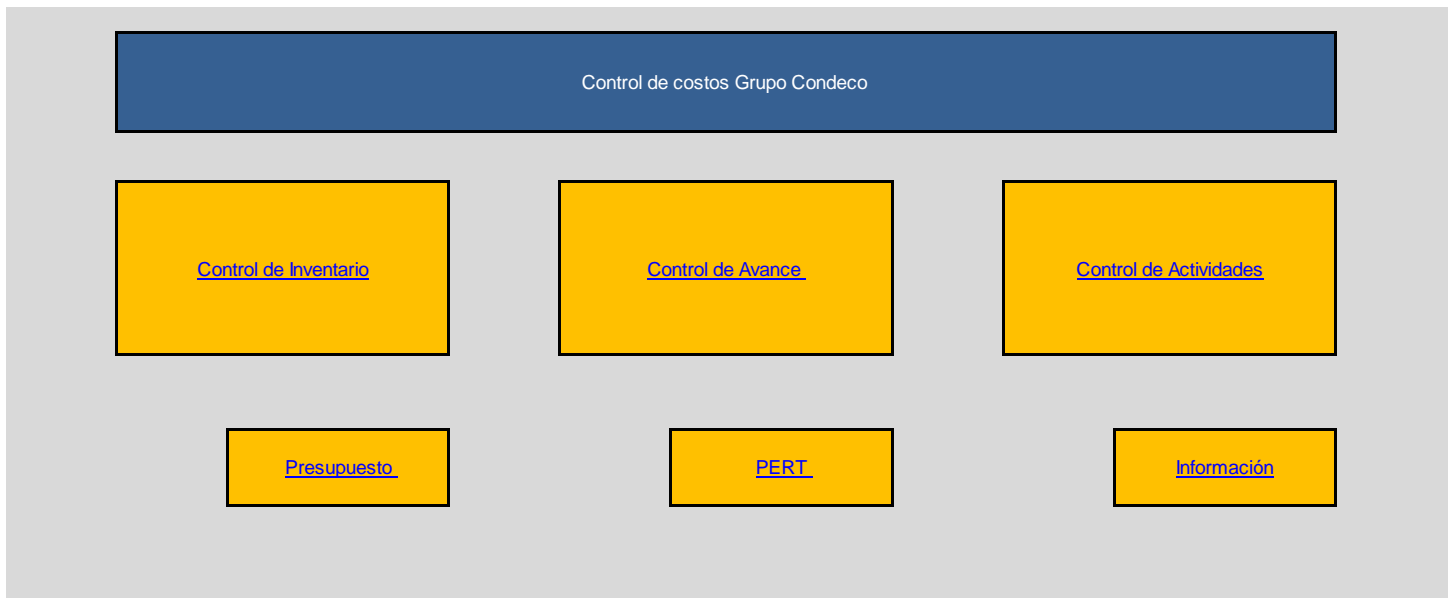 Control de costos Grupo Condeco
Control de Inventario
Control de Avance
Control de Actividades
Presupuesto
PERT
Información